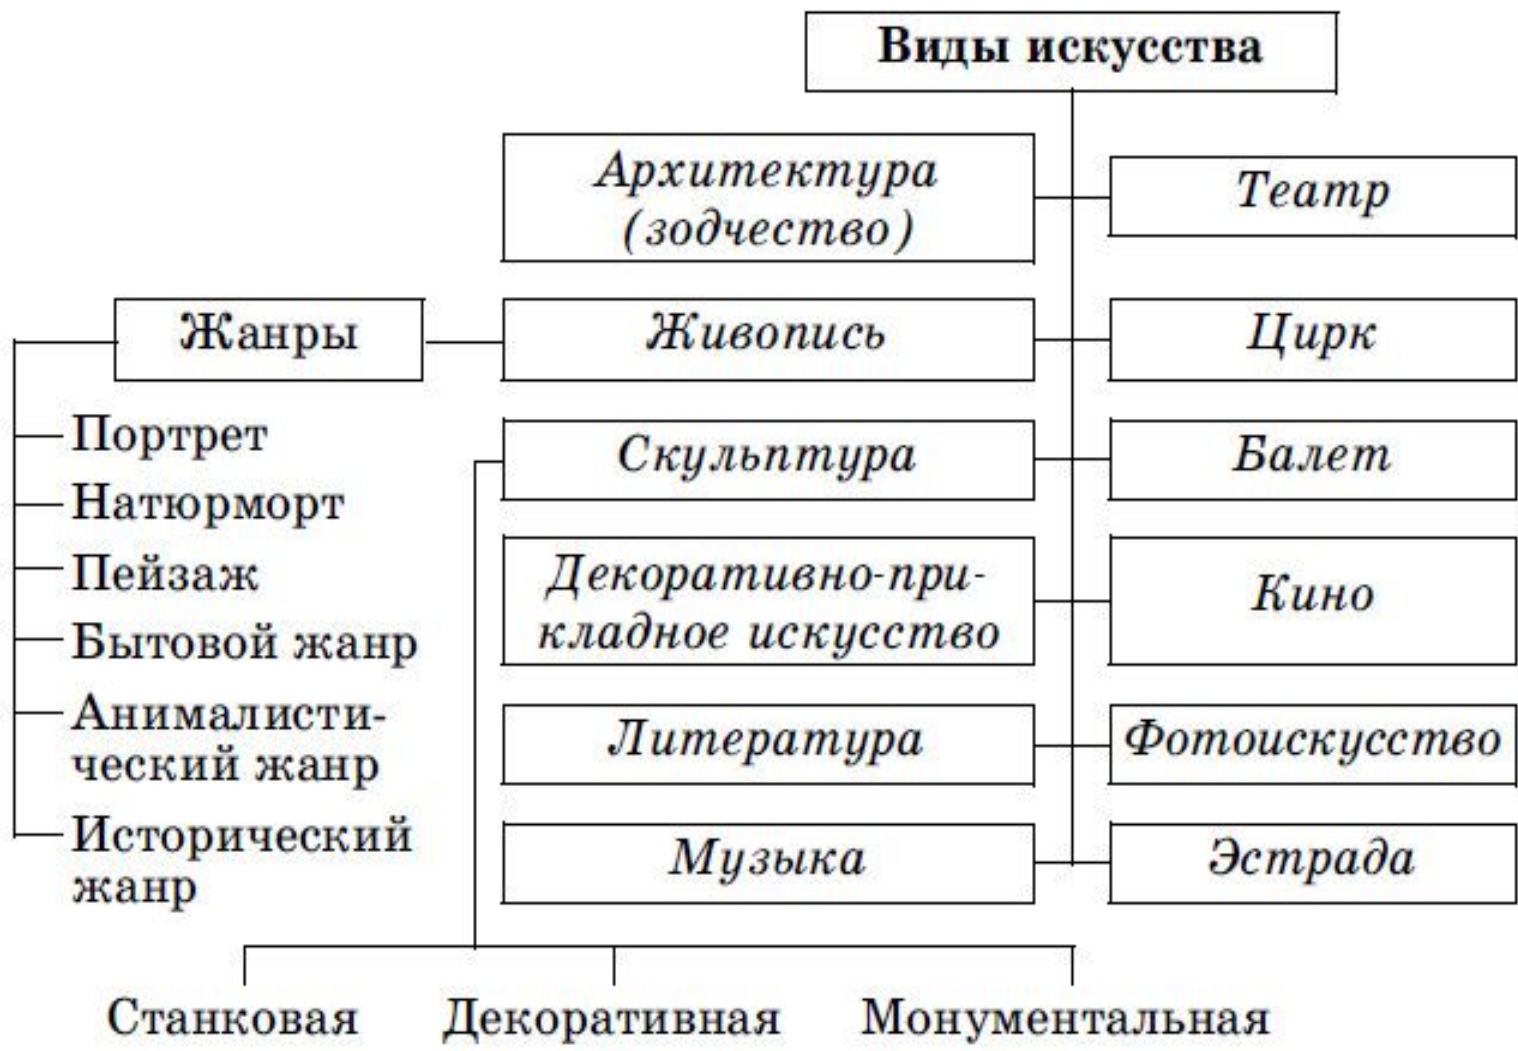 Виды искусства
Архитектура
(зодчество)
Театр
Жанры
Живопись
Цирк
Портрет
Натюрморт
Пейзаж
Бытовой жанр
Анималисти-
ческий жанр
Исторический
жанр
Скульптура
Балет
Декоративно-при-
кладное искусство
Кино
Литература
Фотоискусство
Музыка
Эстрада
Станковая
Декоративная
Монументальная